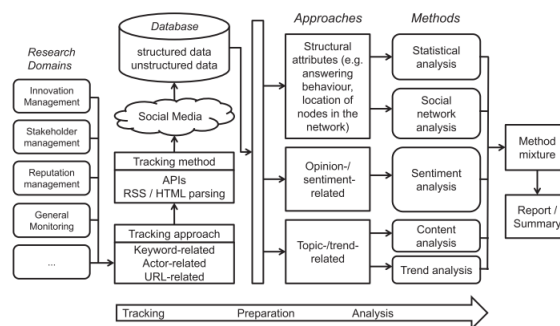 Research
Domains
Innovation
Management
Stakeholder
management
Reputation
management
General
Monitoring
...
Database
structured data
unstructured data
Social Media
Tracking method
APIs
RSS / HTML parsing
Tracking approach
Keyword-related
Actor-related
URL-related
Approaches
Structural
attributes (e.g.
answering
behaviour,
location of
nodes in the
network)
Opinion-/
sentiment-
related
Topic-/trend-
related
Methods
Statistical
analysis
Social
network
analysis
Sentiment
analysis
Content
analysis
Trend analysis
Method
mixture
Report /
Summary
Tracking Preparation Analysis